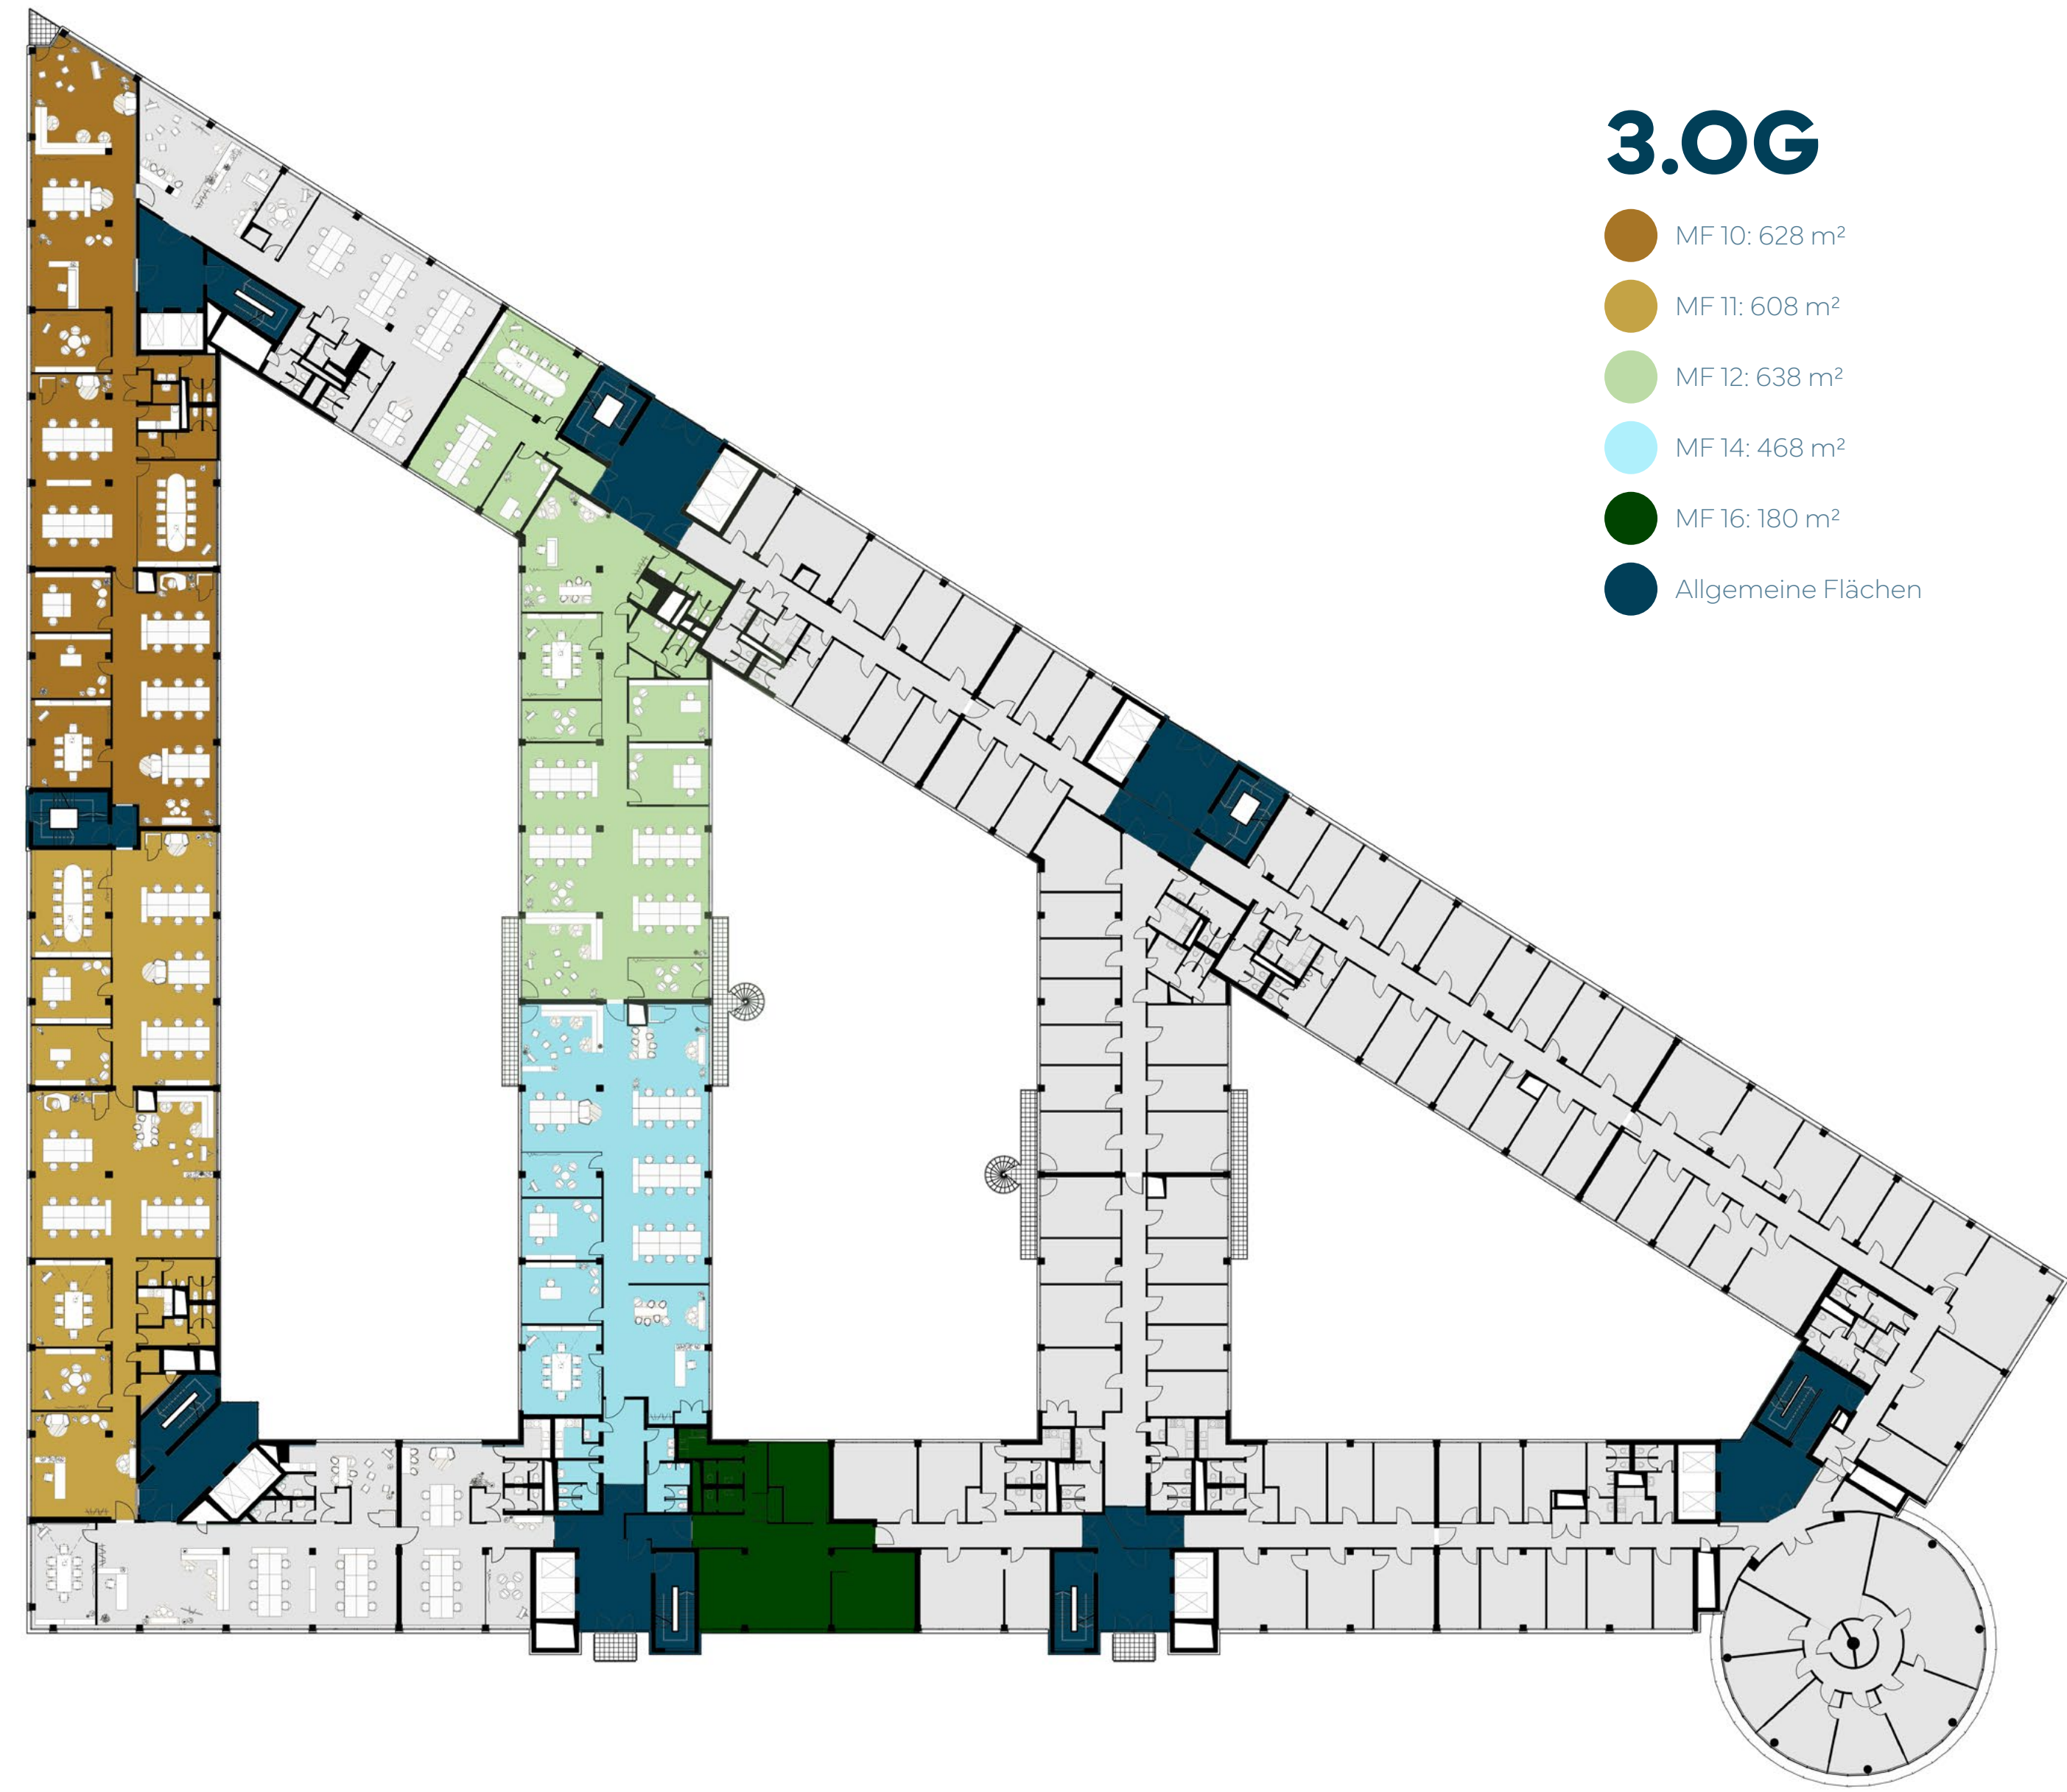 3.OG
MF 10: 628 m²
MF 11: 608 m²
MF 12: 638 m²
MF 14: 468 m²
MF 16: 180 m²
Allgemeine Flächen